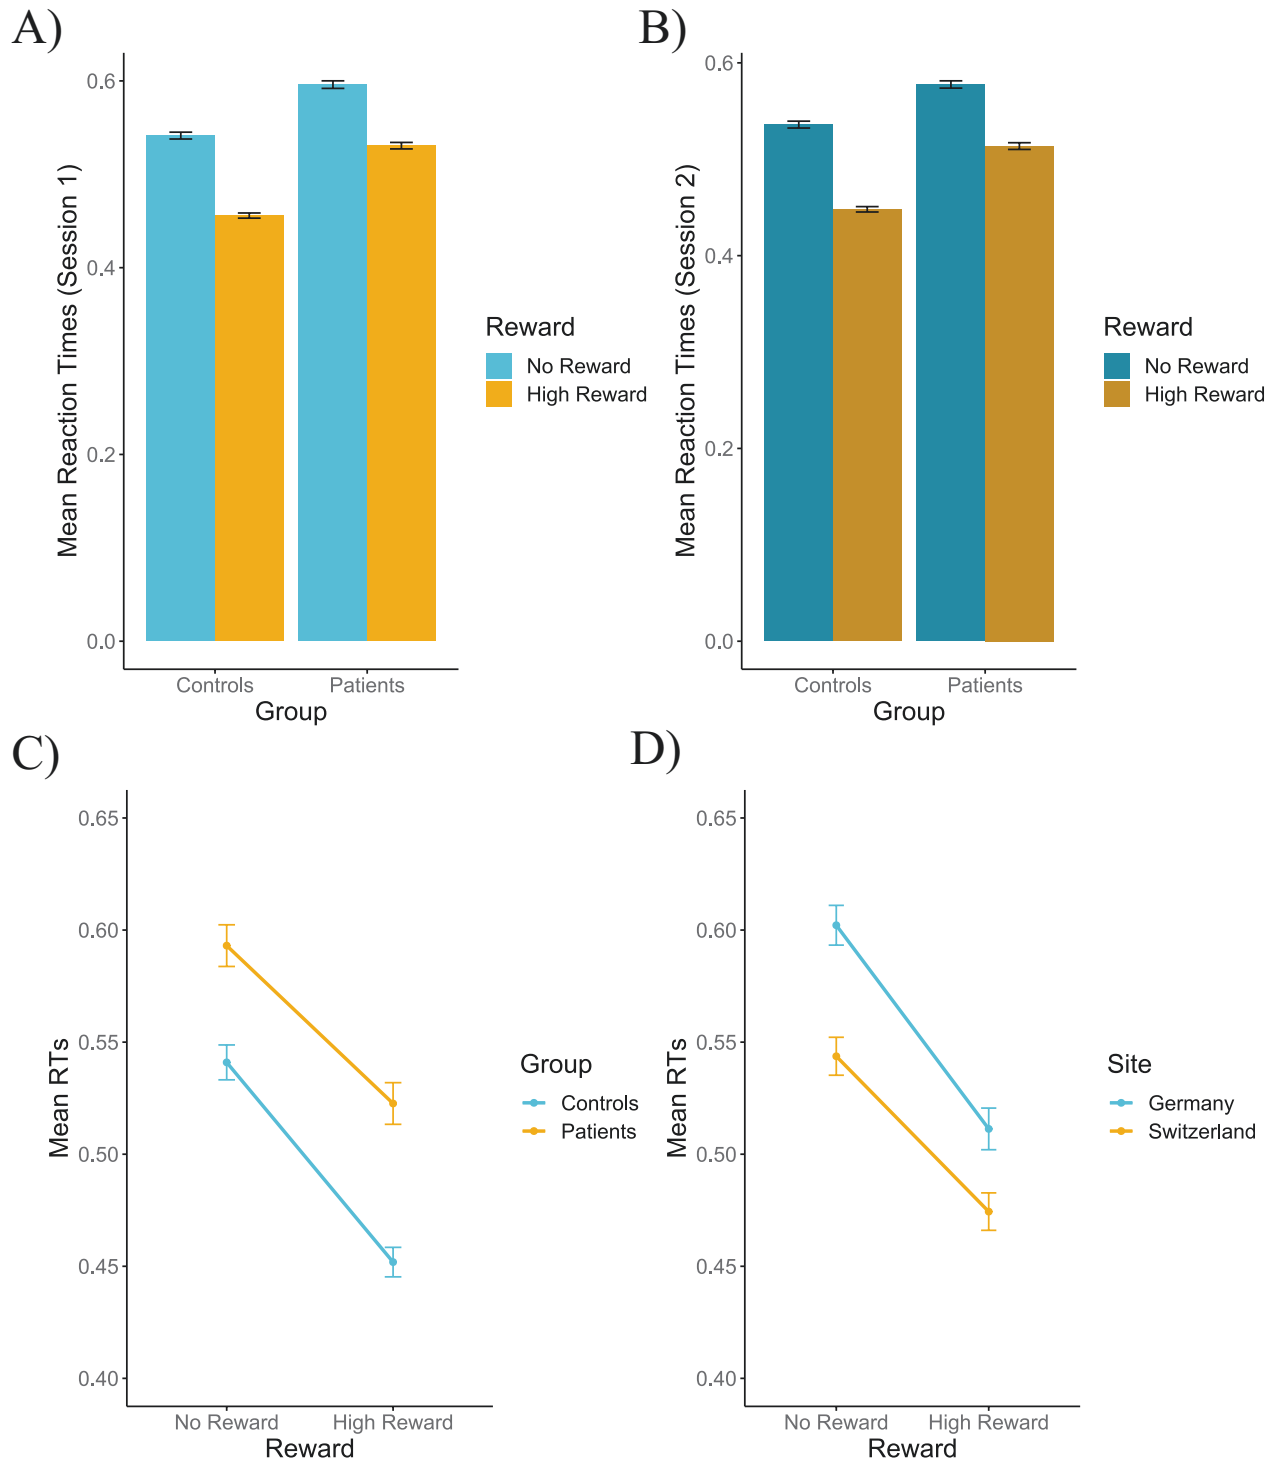 A)
Mean Reaction Times (Session 1)
0.6
0.4
0.2
0.0
Controls Patients
Group
Reward
No Reward
High Reward
B)
Mean Reaction Times (Session 2)
0.6
0.4
0.2
0.0
Controls Patients
Group
Reward
No Reward
High Reward
C)
Mean RTs
0.65
0.60
0.55
0.50
0.45
0.40
No Reward High Reward
Reward
Group
Controls
Patients
D)
Mean RTs
0.65
0.60
0.55
0.50
0.45
0.40
No Reward High Reward
Reward
Site
Germany
Switzerland